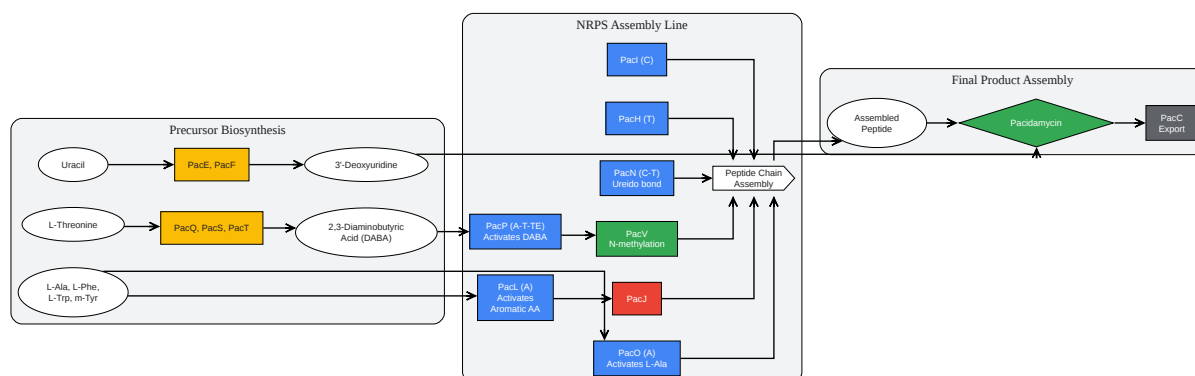 Precursor Biosynthesis
Uracil
PacE, PacF
3'-Deoxyuridine
L-Threonine
PacQ, PacS, PacT
2,3-Diaminobutyric
Acid (DABA)
L-Ala, L-Phe,
L-Trp, m-Tyr
NRPS Assembly Line
PacI (C)
PacH (T)
PacN (C-T)
Ureido bond
Peptide Chain
Assembly
PacP (A-T-TE)
Activates DABA
PacV
N-methylation
PacL (A)
Activates
Aromatic AA
PacJ
PacO (A)
Activates L-Ala
Final Product Assembly
Assembled
Peptide
Pacidamycin
PacC
Export